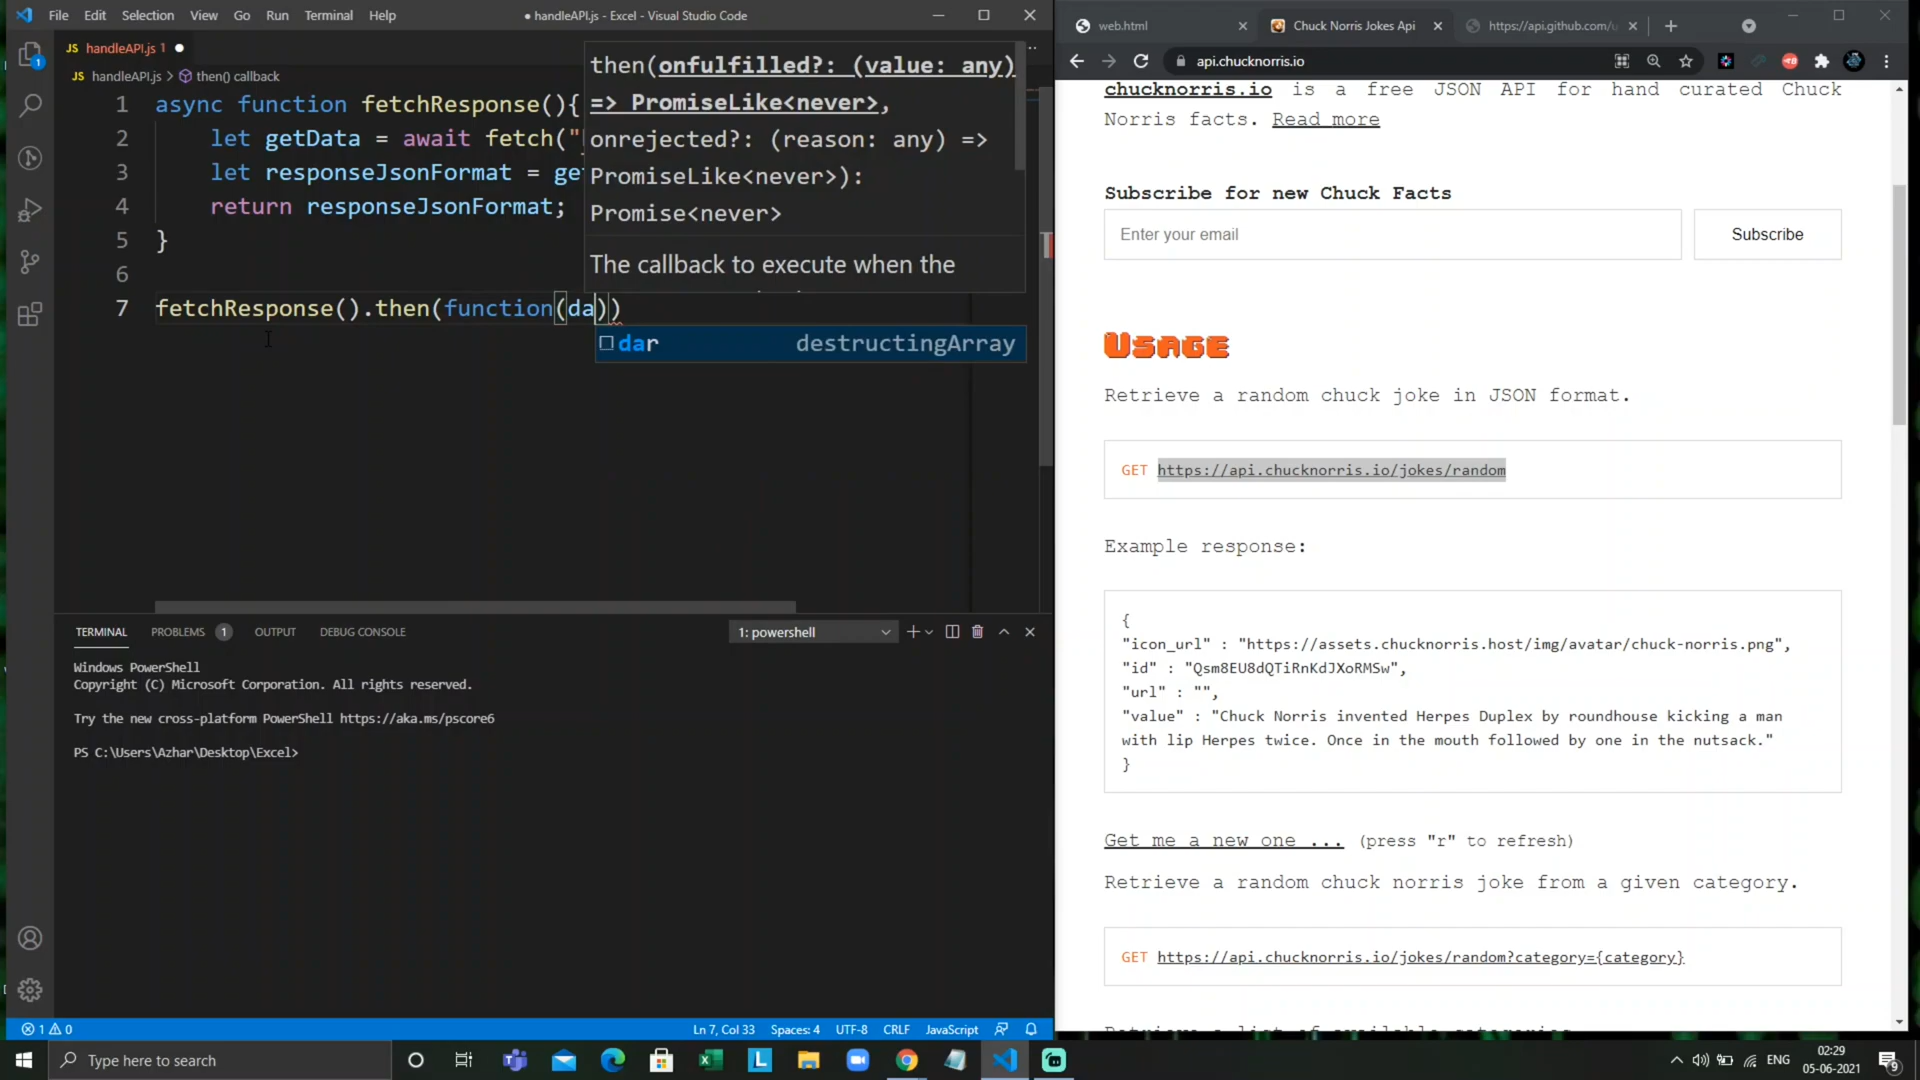 File Edit Selection View Go Run Terminal Help
● handleAPI.js - Excel - Visual Studio Code
JS handleAPI.js 1 ●
JS handleAPI.js > then() callback
1 async function fetchResponse(){
2 let getData = await fetch("
3 let responseJsonFormat = ge
4 return responseJsonFormat;
5 }
6
7 fetchResponse().then(function(da))
then(onfulfilled?: (value: any)
=> PromiseLike<never>,
onrejected?: (reason: any) =>
PromiseLike<never>):
Promise<never>
The callback to execute when the
dar destructingArray
TERMINAL PROBLEMS 1 OUTPUT DEBUG CONSOLE
1: powershell
Windows PowerShell
Copyright (C) Microsoft Corporation. All rights reserved.
Try the new cross-platform PowerShell https://aka.ms/pscore6
PS C:\Users\Azhar\Desktop\Excel>
1 0
Ln 7, Col 33 Spaces: 4 UTF-8 CRLF JavaScript
web.html
Chuck Norris Jokes Api
https://api.github.com/u
api.chucknorris.io
chucknorris.io is a free JSON API for hand curated Chuck
Norris facts. Read more
Subscribe for new Chuck Facts
Enter your email
Subscribe
Usage
Retrieve a random chuck joke in JSON format.
GET https://api.chucknorris.io/jokes/random
Example response:
{
"icon_url" : "https://assets.chucknorris.host/img/avatar/chuck-norris.png",
"id" : "Qsm8EU8dQTiRnKdJXoRMSw",
"url" : "",
"value" : "Chuck Norris invented Herpes Duplex by roundhouse kicking a man
with lip Herpes twice. Once in the mouth followed by one in the nutsack."
}
Get me a new one ... (press "r" to refresh)
Retrieve a random chuck norris joke from a given category.
GET https://api.chucknorris.io/jokes/random?category={category}
Retrieve a list of available categories.
Type here to search
ENG
02:29
05-06-2021
9